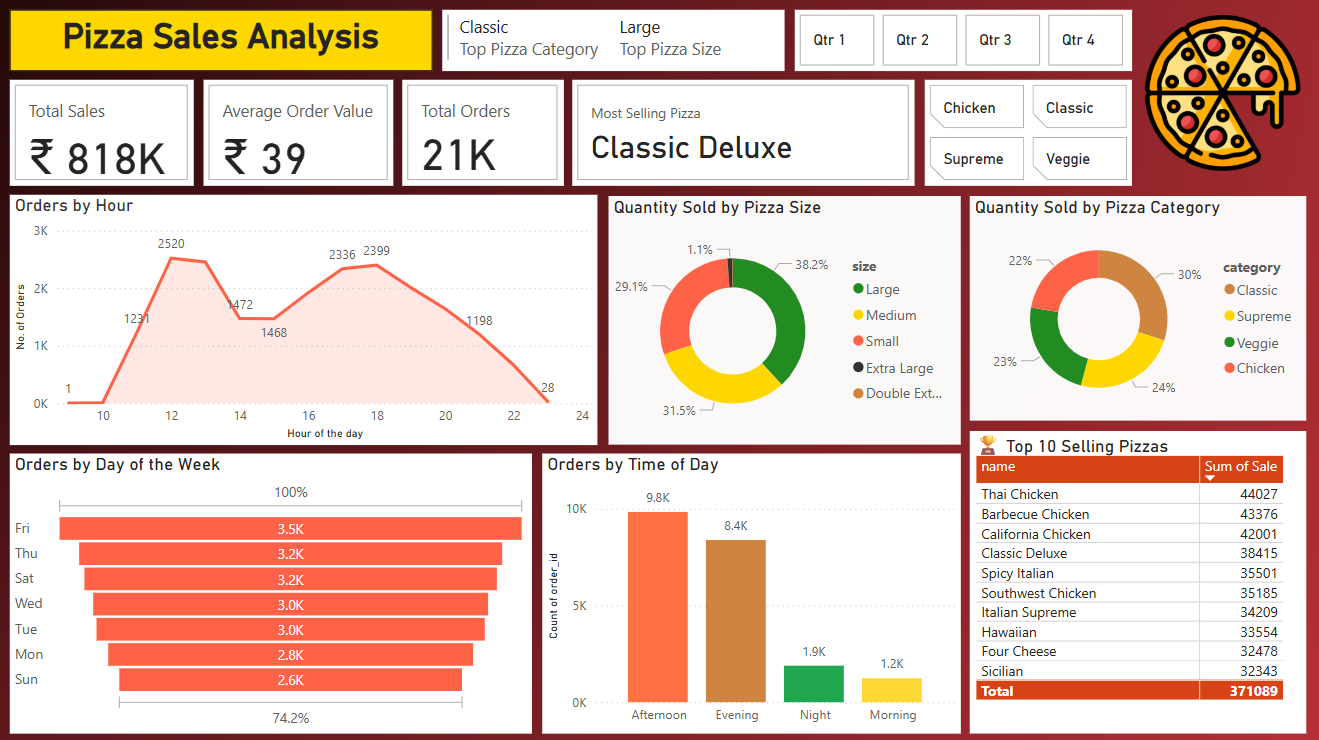 Pizza Sales Analysis
Classic
Top Pizza Category
Large
Top Pizza Size
Qtr 1
Qtr 2
Qtr 3
Qtr 4
Total Sales
₹ 818K
Average Order Value
₹ 39
Total Orders
21K
Most Selling Pizza
Classic Deluxe
Chicken
Classic
Supreme
Veggie
Orders by Hour
No. of Orders
3K
2K
1K
0K
1
1231
2520
1472
1468
2336
2399
1198
28
10
12
14
16
18
20
22
24
Hour of the day
Quantity Sold by Pizza Size
1.1%
38.2%
29.1%
31.5%
size
Large
Medium
Small
Extra Large
Double Ext...
Quantity Sold by Pizza Category
22%
30%
23%
24%
category
Classic
Supreme
Veggie
Chicken
Orders by Day of the Week
100%
Fri 3.5K
Thu 3.2K
Sat 3.2K
Wed 3.0K
Tue 3.0K
Mon 2.8K
Sun 2.6K
74.2%
Orders by Time of Day
Count of order_id
10K
5K
0K
9.8K
8.4K
1.9K
1.2K
Afternoon
Evening
Night
Morning
Top 10 Selling Pizzas
name Sum of Sale
Thai Chicken 44027
Barbecue Chicken 43376
California Chicken 42001
Classic Deluxe 38415
Spicy Italian 35501
Southwest Chicken 35185
Italian Supreme 34209
Hawaiian 33554
Four Cheese 32478
Sicilian 32343
Total 371089